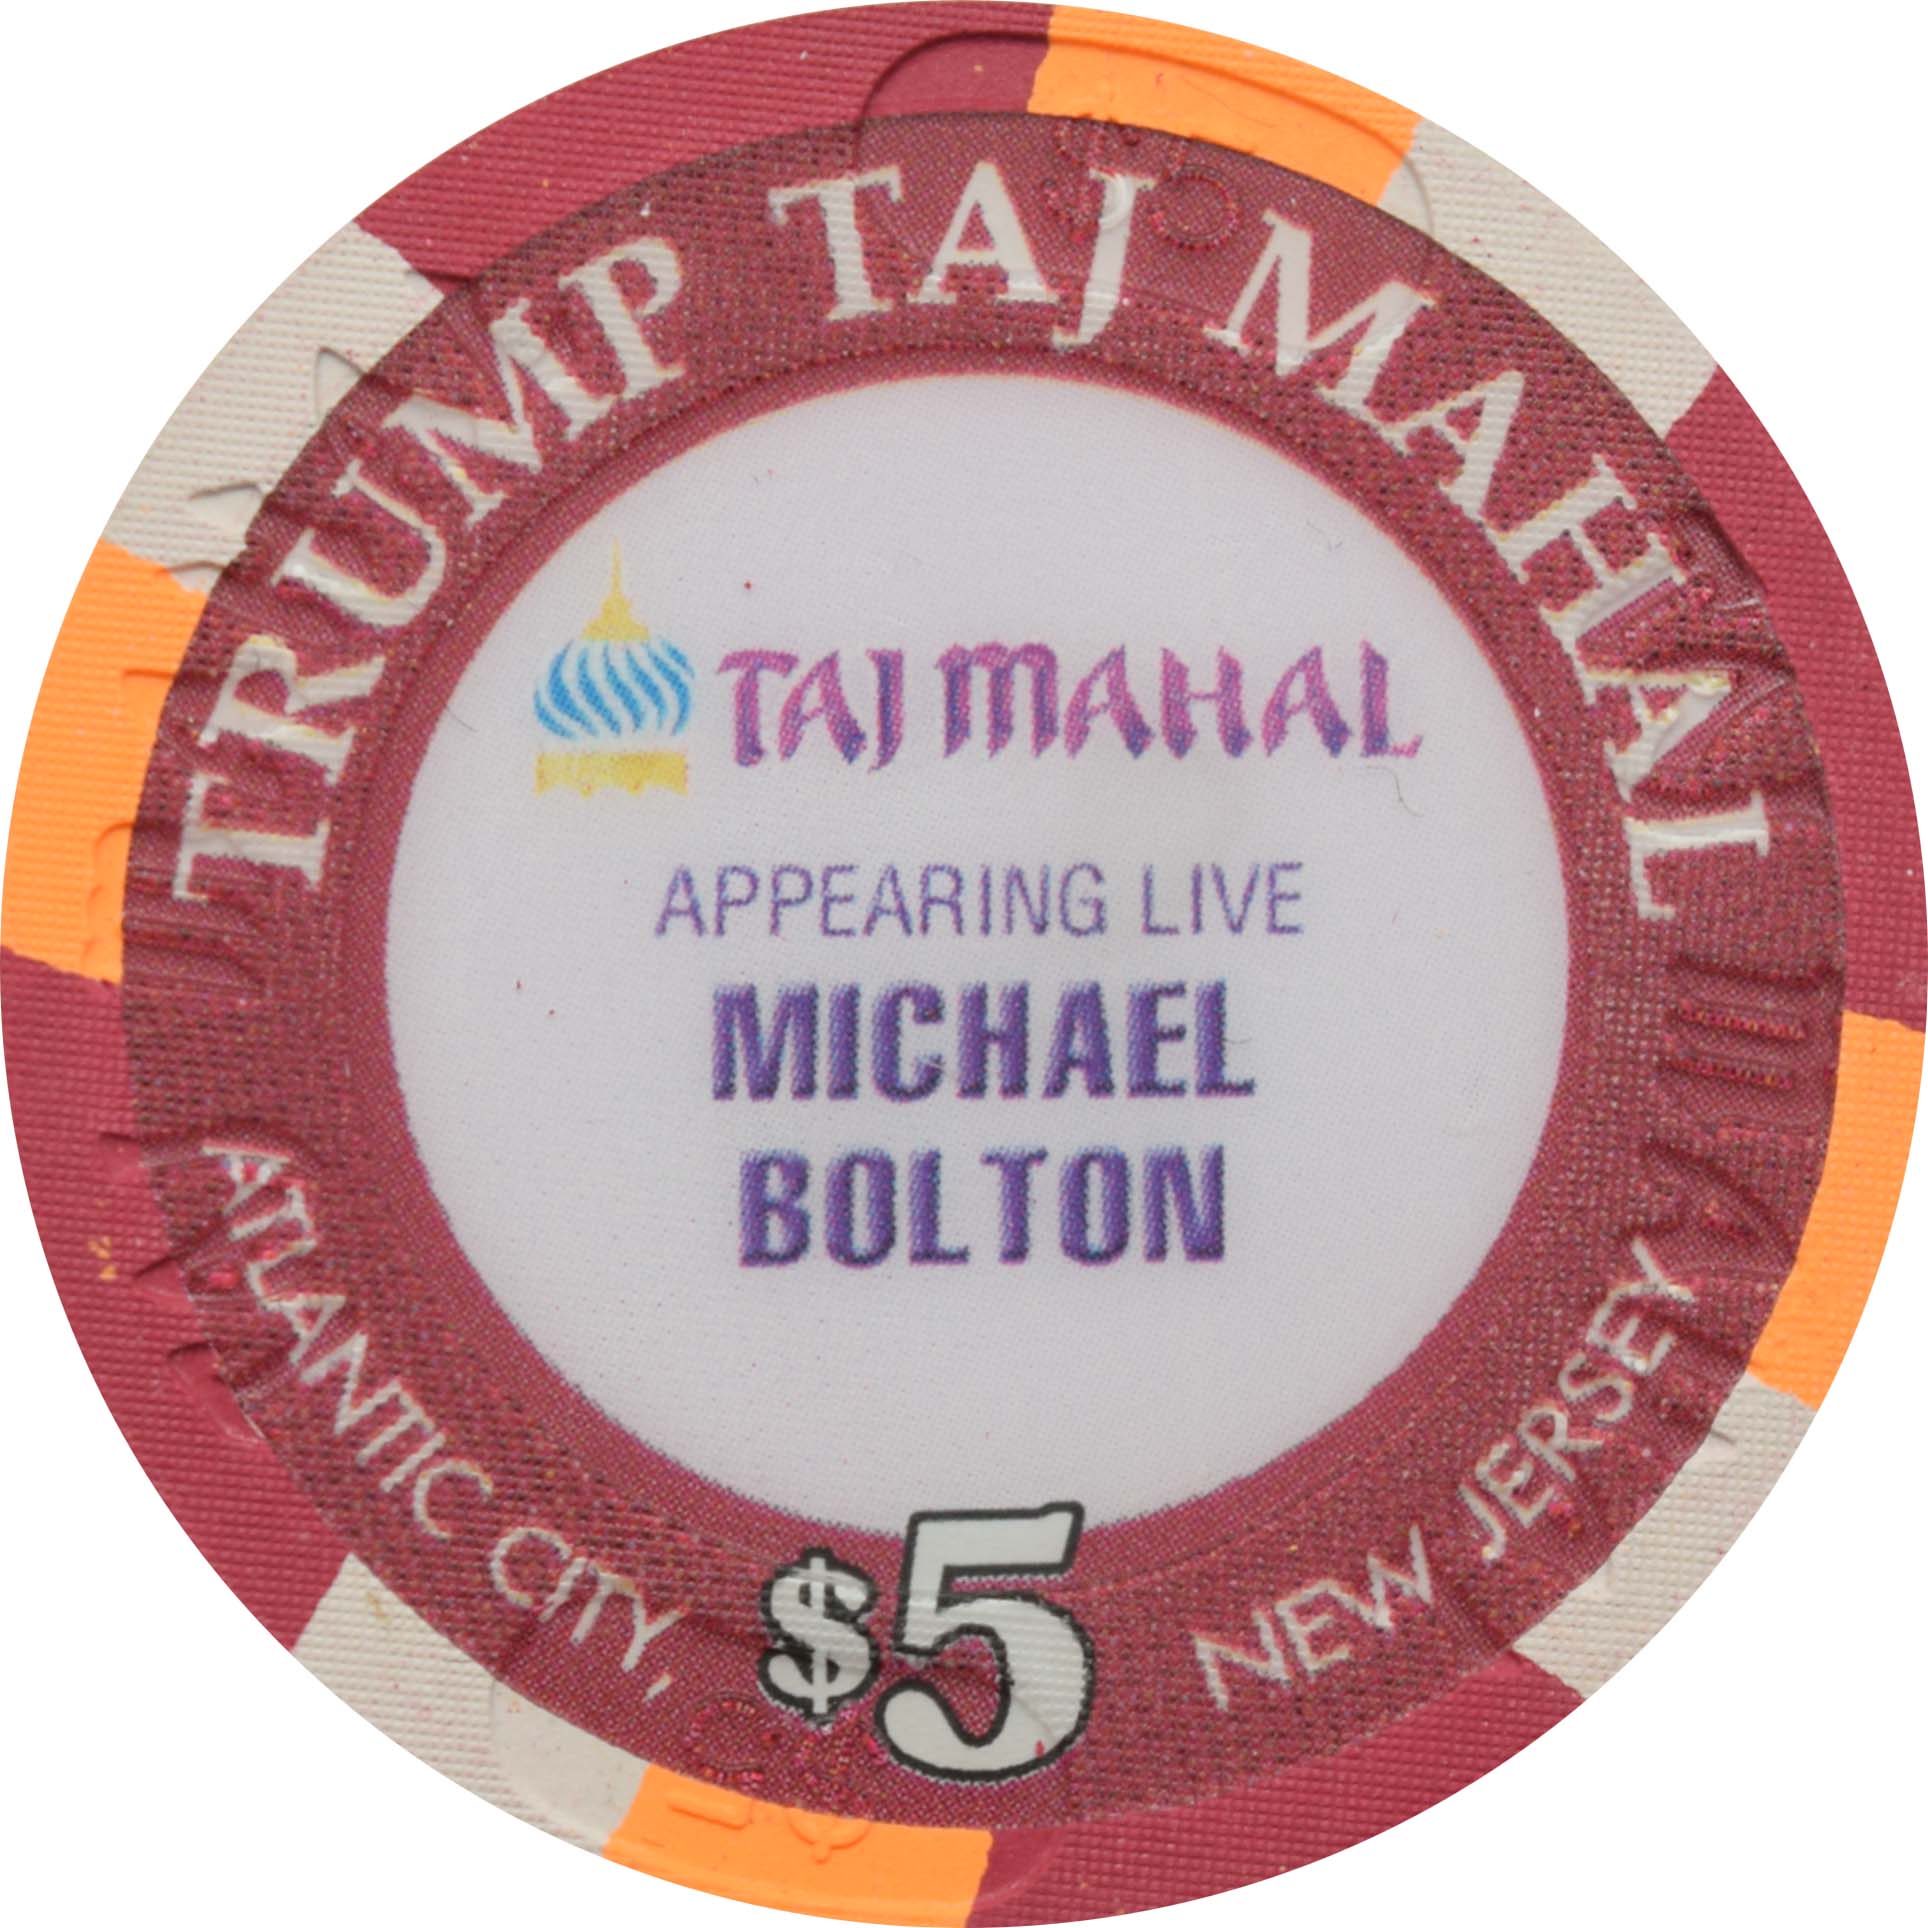 TRUMP TAJ MAHAL
TAJ MAHAL
APPEARING LIVE
MICHAEL
BOLTON
$5
ATLANTIC CITY,
NEW JERSEY